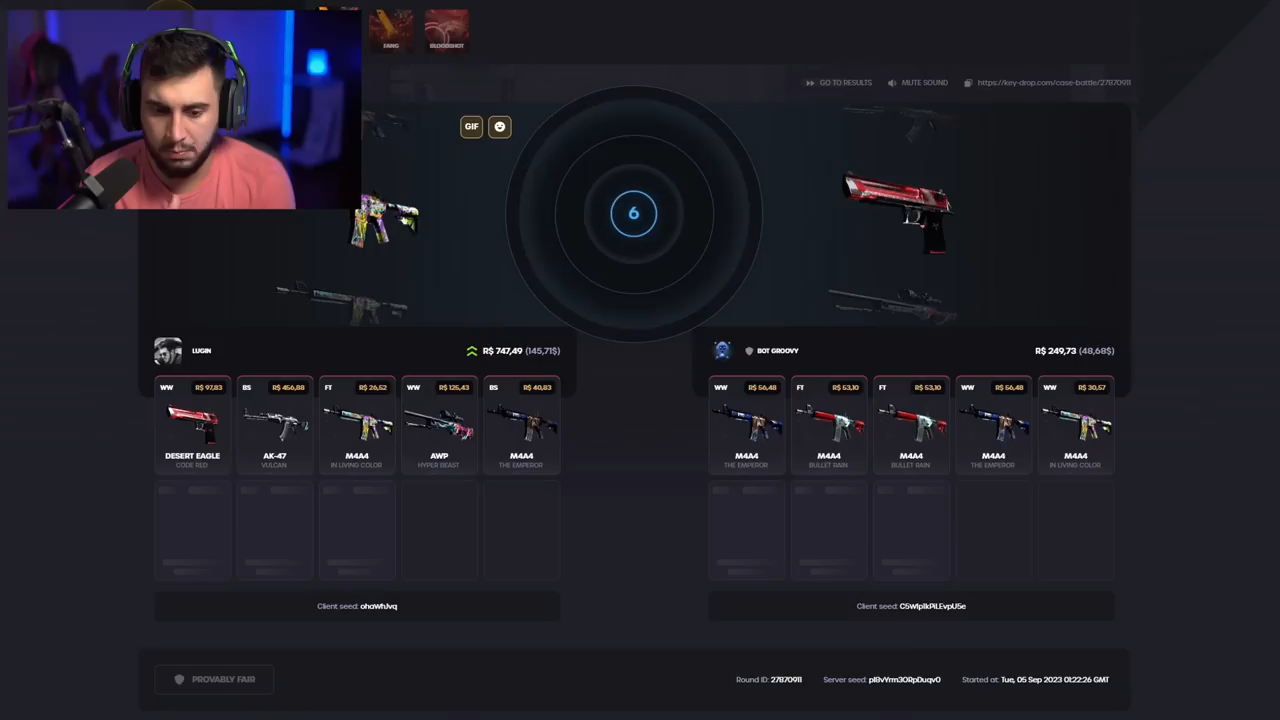 FANG
BLOODSHOT
GO TO RESULTS
MUTE SOUND
https://key-drop.com/case-battle/27870911
GIF
6
LUGIN
R$ 747,49 (145,71$)
BOT GROOVY
R$ 249,73 (48,68$)
WW R$ 97,83
BS R$ 456,88
FT R$ 26,52
WW R$ 125,43
BS R$ 40,83
WW R$ 56,48
FT R$ 53,10
FT R$ 53,10
WW R$ 56,48
WW R$ 30,57
DESERT EAGLE
CODE RED
AK-47
VULCAN
M4A4
IN LIVING COLOR
AWP
HYPER BEAST
M4A4
THE EMPEROR
M4A4
THE EMPEROR
M4A4
BULLET RAIN
M4A4
BULLET RAIN
M4A4
THE EMPEROR
M4A4
IN LIVING COLOR
Client seed: ohaWhJvq
Client seed: C5WlplkPiLEvpU5e
PROVABLY FAIR
Round ID: 27870911
Server seed: pl8vYrm3ORpDuqv0
Started at: Tue, 05 Sep 2023 01:22:26 GMT